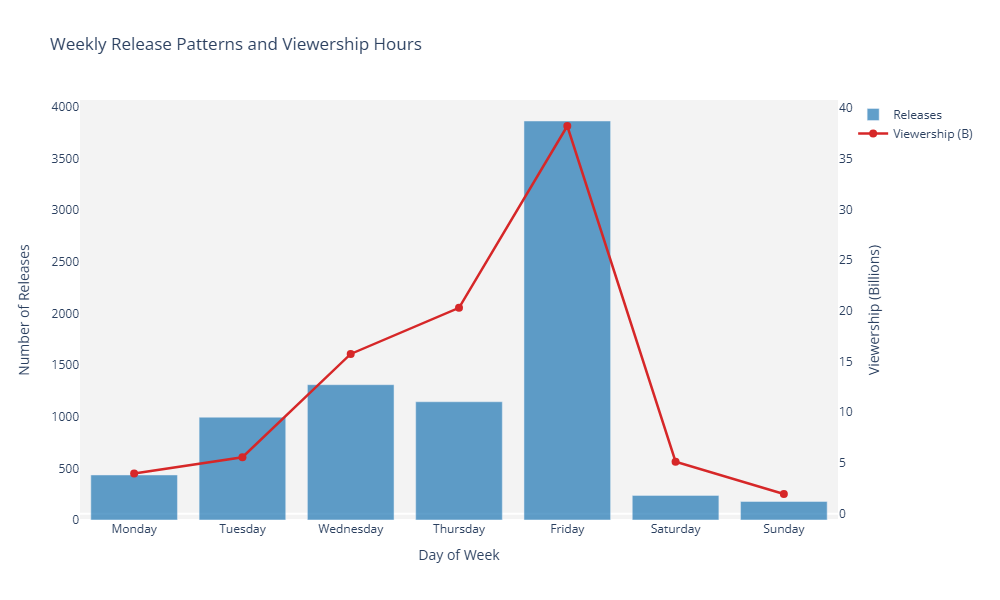 Weekly Release Patterns and Viewership Hours
4000
3500
3000
2500
2000
1500
1000
500
0
Number of Releases
40
35
30
25
20
15
10
5
0
Viewership (Billions)
Releases
Viewership (B)
Monday Tuesday Wednesday Thursday Friday Saturday Sunday
Day of Week